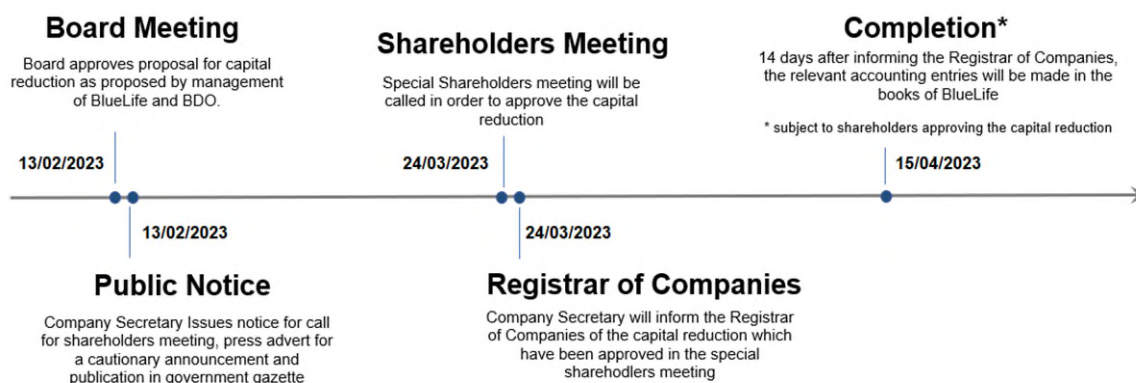 Board Meeting
Board approves proposal for capital
reduction as proposed by management
of BlueLife and BDO.
13/02/2023
13/02/2023
Public Notice
Company Secretary Issues notice for call
for shareholders meeting, press advert for
a cautionary announcement and
publication in government gazette
Shareholders Meeting
Special Shareholders meeting will be
called in order to approve the capital
reduction
24/03/2023
24/03/2023
Registrar of Companies
Company Secretary will inform the Registrar
of Companies of the capital reduction which
have been approved in the special
sharehodlers meeting
Completion*
14 days after informing the Registrar of Companies,
the relevant accounting entries will be made in the
books of BlueLife
* subject to shareholders approving the capital reduction
15/04/2023